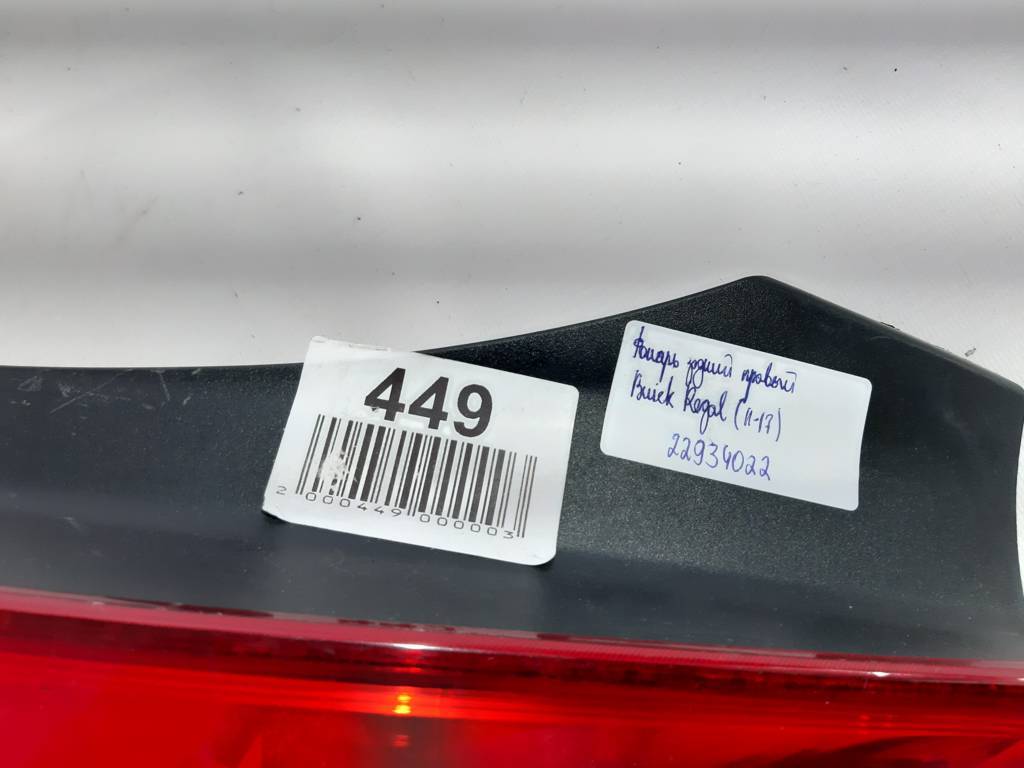 449
2 000449 000003
Фонарь задний правый
Buick Regal (11-17)
22934022